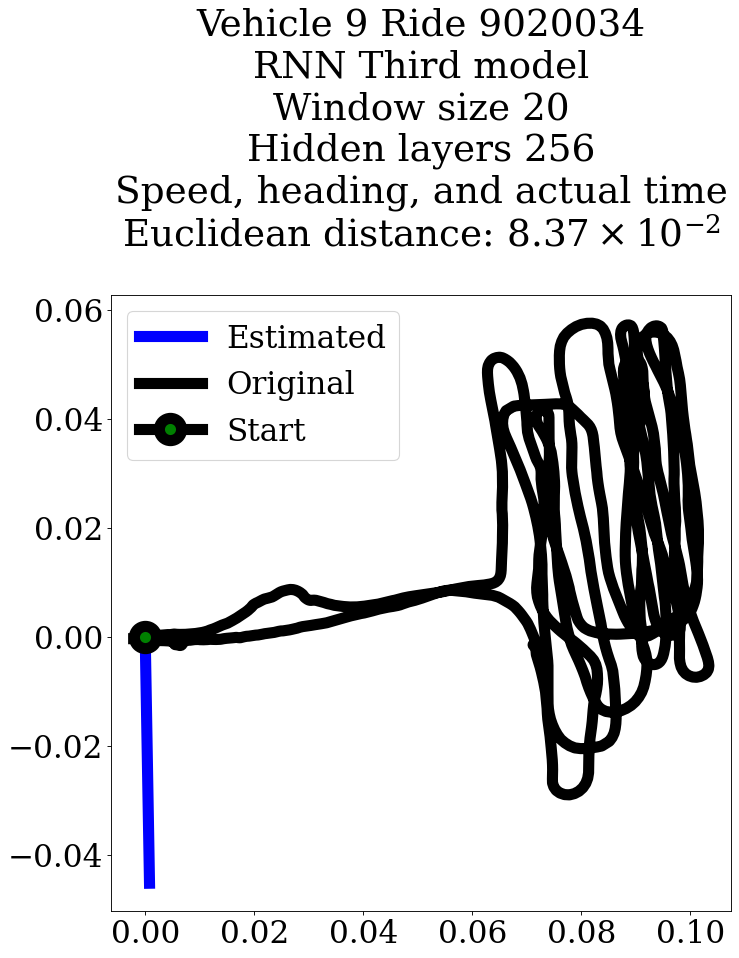 Vehicle 9 Ride 9020034
RNN Third model
Window size 20
Hidden layers 256
Speed, heading, and actual time
Euclidean distance: 8.37 × 10⁻²
Estimated
Original
Start
0.06
0.04
0.02
0.00
−0.02
−0.04
0.00 0.02 0.04 0.06 0.08 0.10